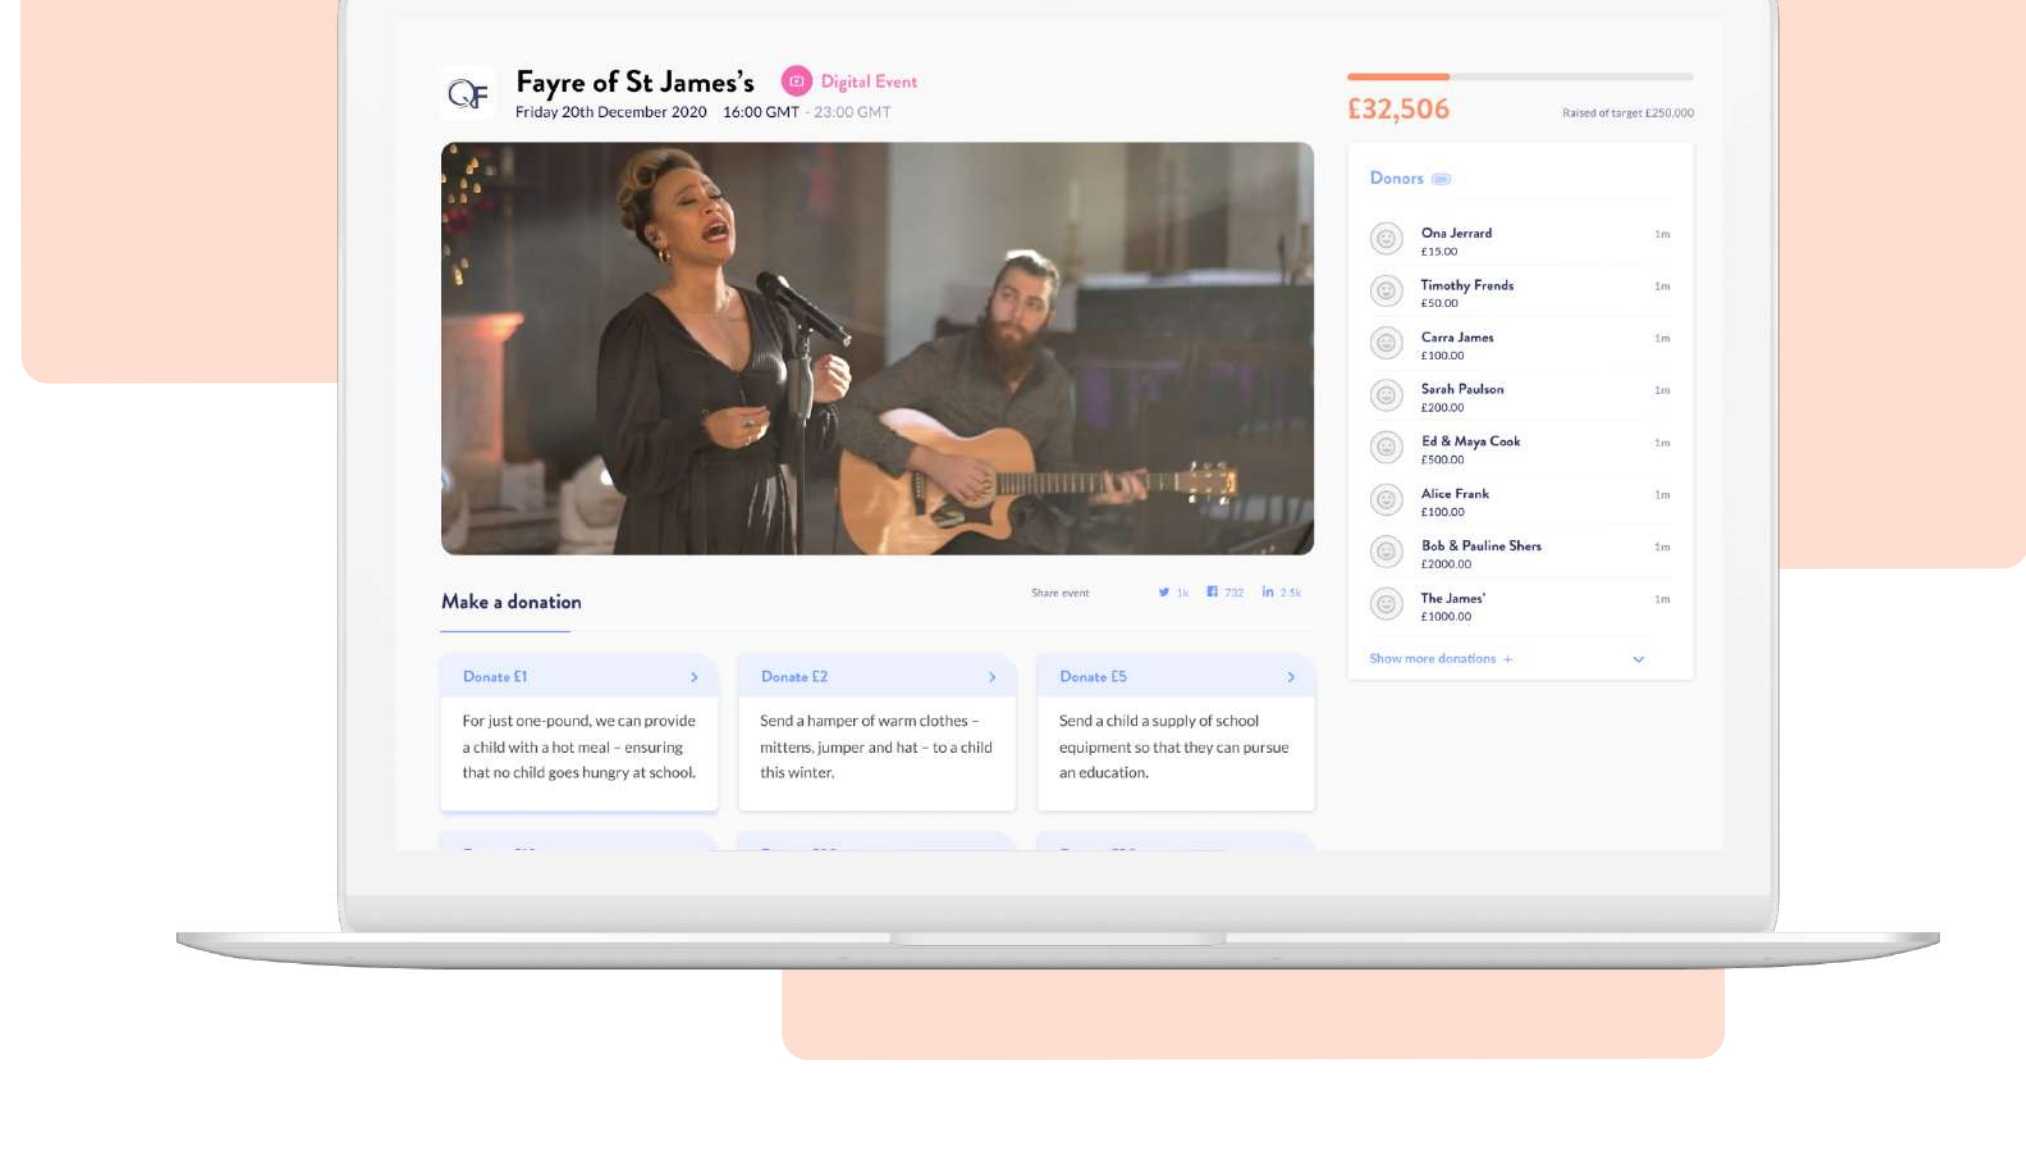 QF
Fayre of St James's
Digital Event
Friday 20th December 2020 16:00 GMT - 23:00 GMT
£32,506
Raised of target £250,000
Donors
Ona Jerrard 1m
£15.00
Timothy Frends 1m
£50.00
Carra James 1m
£100.00
Sarah Paulson 1m
£200.00
Ed & Maya Cook 1m
£500.00
Alice Frank 1m
£100.00
Bob & Pauline Shers 1m
£2000.00
The James' 1m
£1000.00
Show more donations +
Make a donation
Share event 1k 732 in 2.5k
Donate £1
For just one-pound, we can provide
a child with a hot meal – ensuring
that no child goes hungry at school.
Donate £2
Send a hamper of warm clothes –
mittens, jumper and hat – to a child
this winter.
Donate £5
Send a child a supply of school
equipment so that they can pursue
an education.